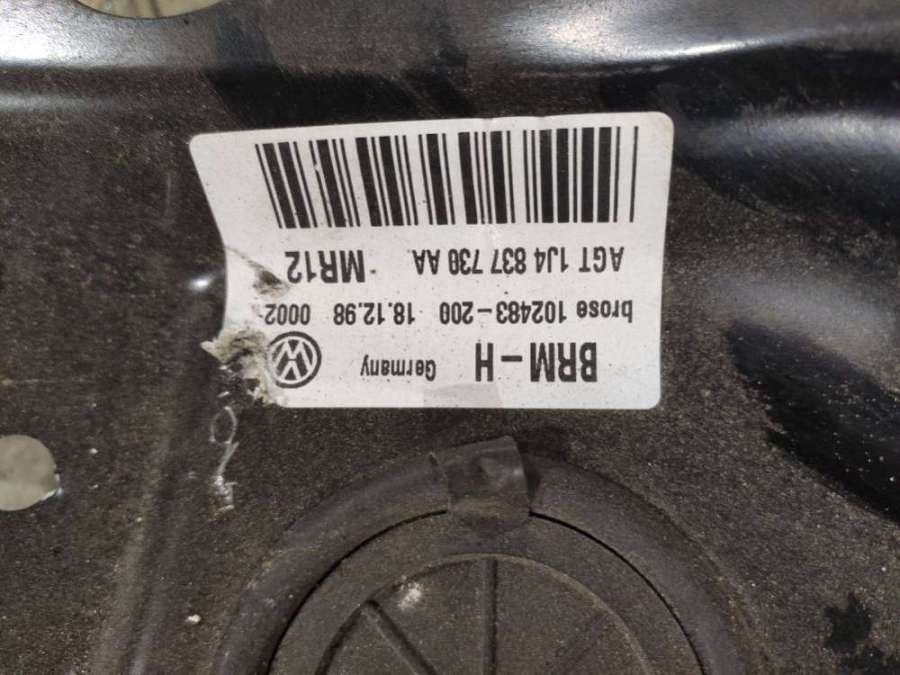 BRM-H Germany
brose 102483-200 18.12.98 0002
AGT 1J4 837 730 AA. MR12